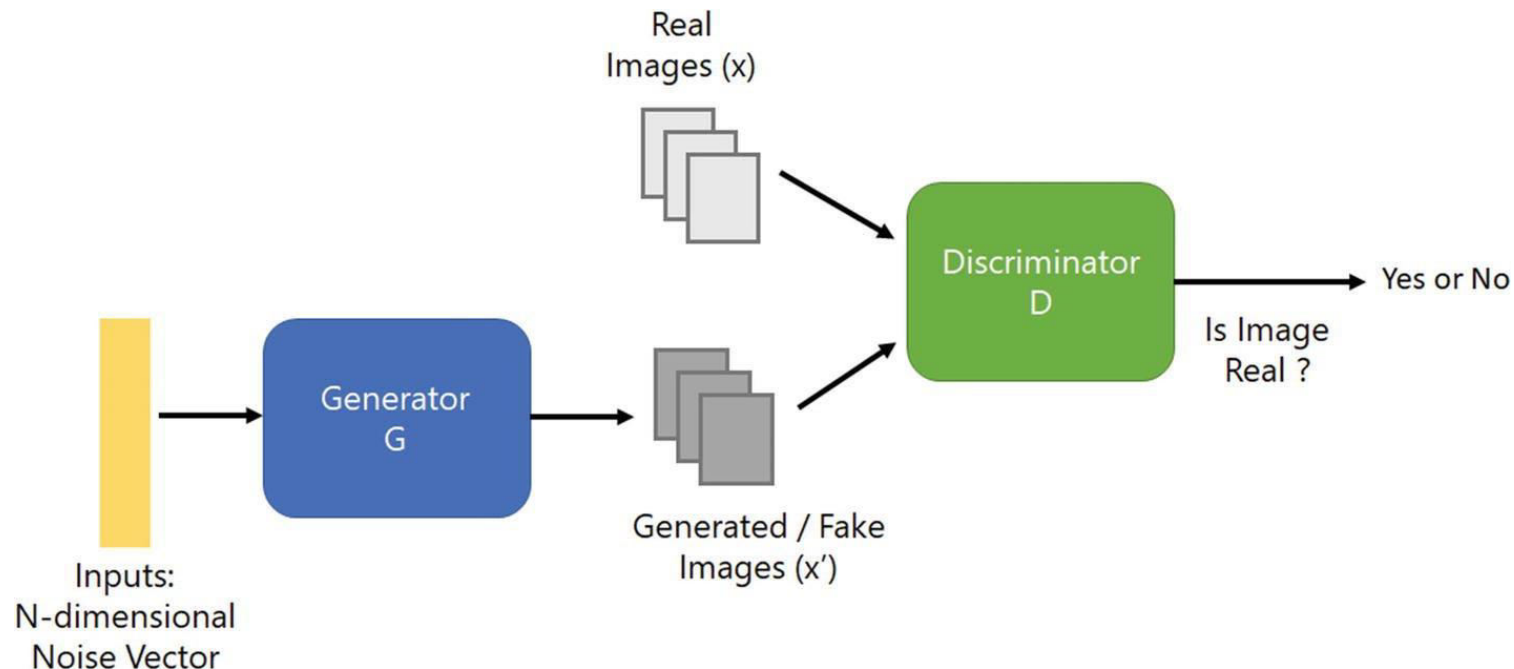 Real
Images (x)
Discriminator
D
Yes or No
Is Image
Real ?
Generator
G
Generated / Fake
Images (x’)
Inputs:
N-dimensional
Noise Vector